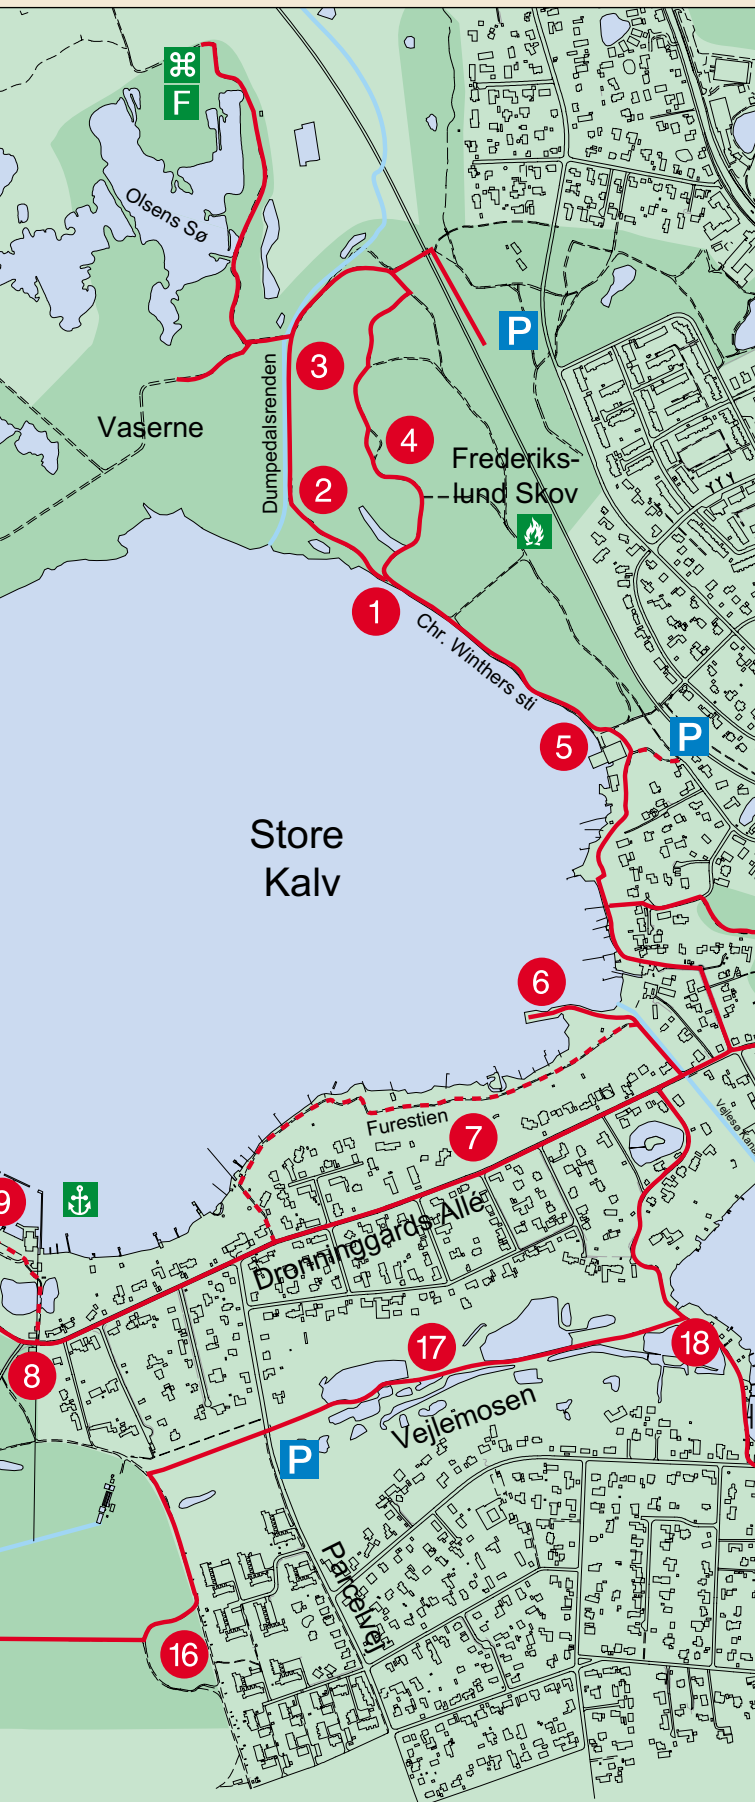 ⌘
F
Olsens Sø
P
3
Dumpedalsrenden
Vaserne
4
Frederiks-
lund Skov
2
1
Chr. Winthers sti
5
P
Store
Kalv
6
Furestien
7
9
Dronninggårds Allé
17
18
8
Vejlemosen
P
Parcelvej
16